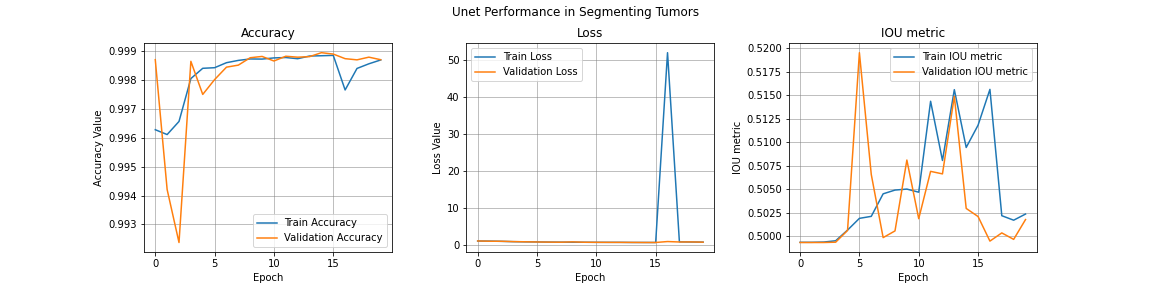 Unet Performance in Segmenting Tumors
Accuracy
0.999
0.998
0.997
0.996
0.995
0.994
0.993
Accuracy Value
0
5
10
15
Epoch
Train Accuracy
Validation Accuracy
Loss
50
40
30
20
10
0
Loss Value
0
5
10
15
Epoch
Train Loss
Validation Loss
IOU metric
0.5200
0.5175
0.5150
0.5125
0.5100
0.5075
0.5050
0.5025
0.5000
IOU metric
0
5
10
15
Epoch
Train IOU metric
Validation IOU metric